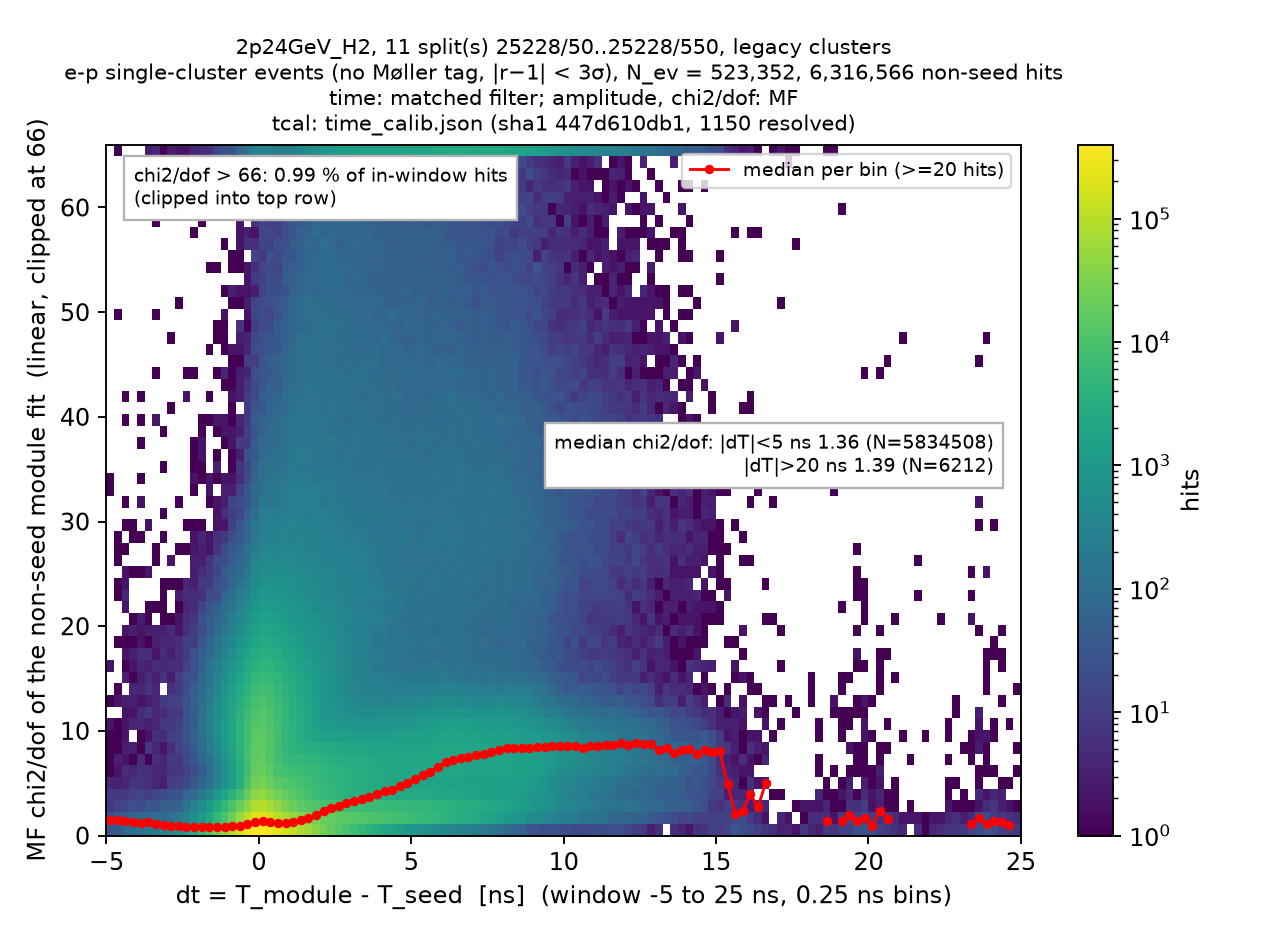 2p24GeV_H2, 11 split(s) 25228/50..25228/550, legacy clusters
e-p single-cluster events (no Møller tag, |r−1| < 3σ), N_ev = 523,352, 6,316,566 non-seed hits
time: matched filter; amplitude, chi2/dof: MF
tcal: time_calib.json (sha1 447d610db1, 1150 resolved)
chi2/dof > 66: 0.99 % of in-window hits
(clipped into top row)
median per bin (>=20 hits)
median chi2/dof: |dT|<5 ns 1.36 (N=5834508)
|dT|>20 ns 1.39 (N=6212)
MF chi2/dof of the non-seed module fit  (linear, clipped at 66)
60
50
40
30
20
10
0
−5
0
5
10
15
20
25
dt = T_module - T_seed  [ns]  (window -5 to 25 ns, 0.25 ns bins)
10⁵
10⁴
10³
10²
10¹
10⁰
hits